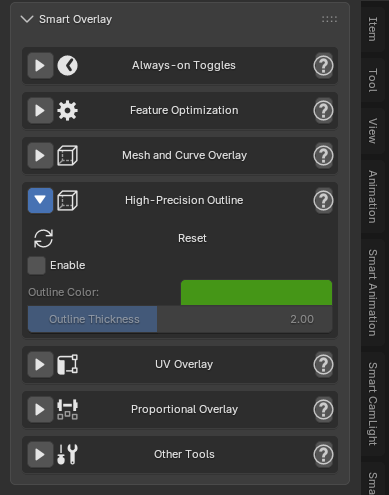 Smart Overlay
Always-on Toggles
Feature Optimization
Mesh and Curve Overlay
High-Precision Outline
Reset
Enable
Outline Color:
Outline Thickness 2.00
UV Overlay
Proportional Overlay
Other Tools
Item
Tool
View
Animation
Smart Animation
Smart CamLight
Sma